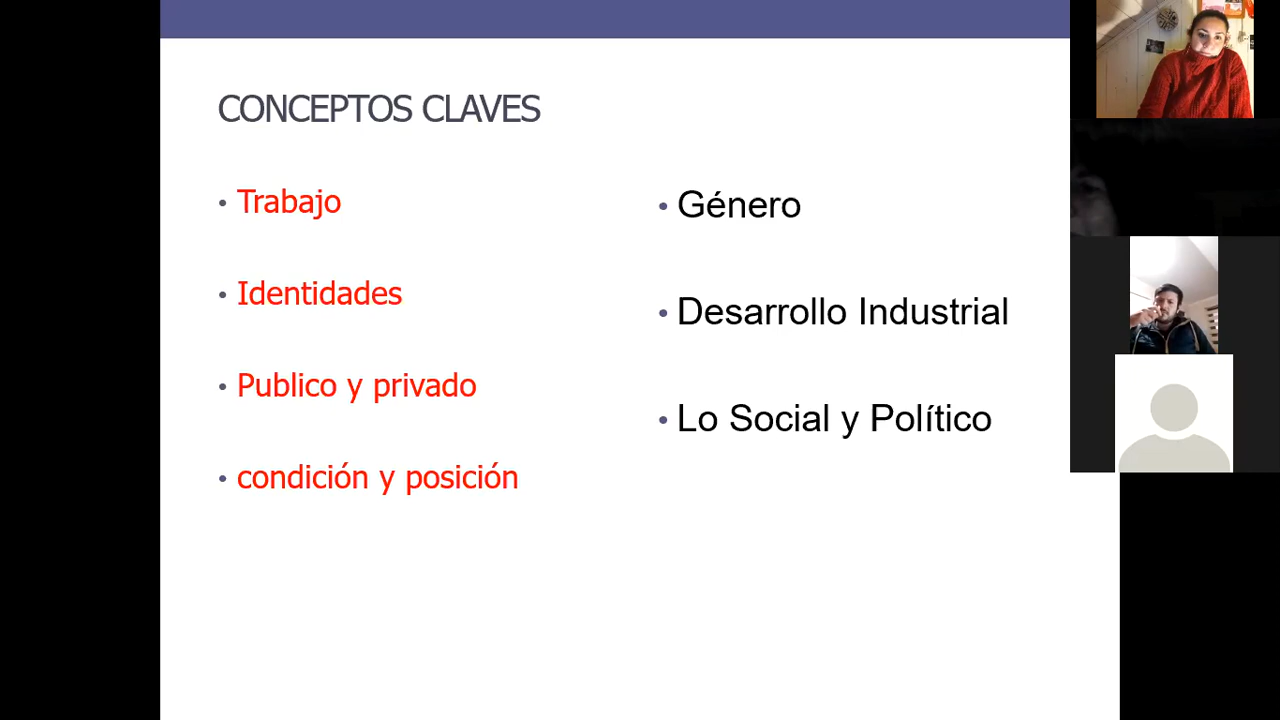 CONCEPTOS CLAVES
Trabajo
Identidades
Publico y privado
condición y posición
Género
Desarrollo Industrial
Lo Social y Político